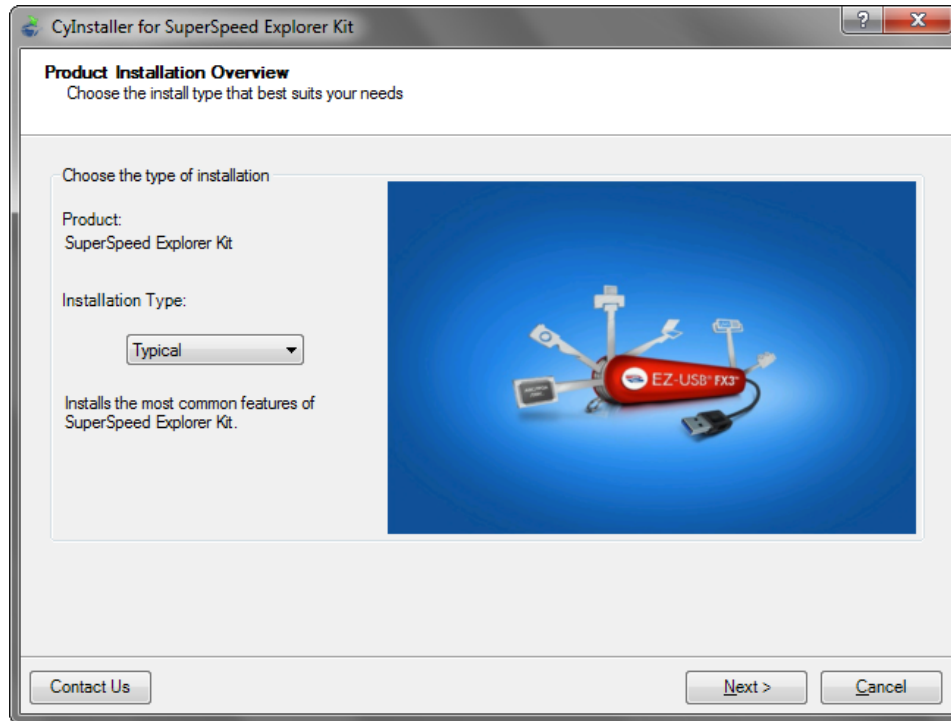 CyInstaller for SuperSpeed Explorer Kit
Product Installation Overview
Choose the install type that best suits your needs
Choose the type of installation
Product:
SuperSpeed Explorer Kit
Installation Type:
Typical
Installs the most common features of
SuperSpeed Explorer Kit.
EZ-USB® FX3™
Contact Us
Next >
Cancel